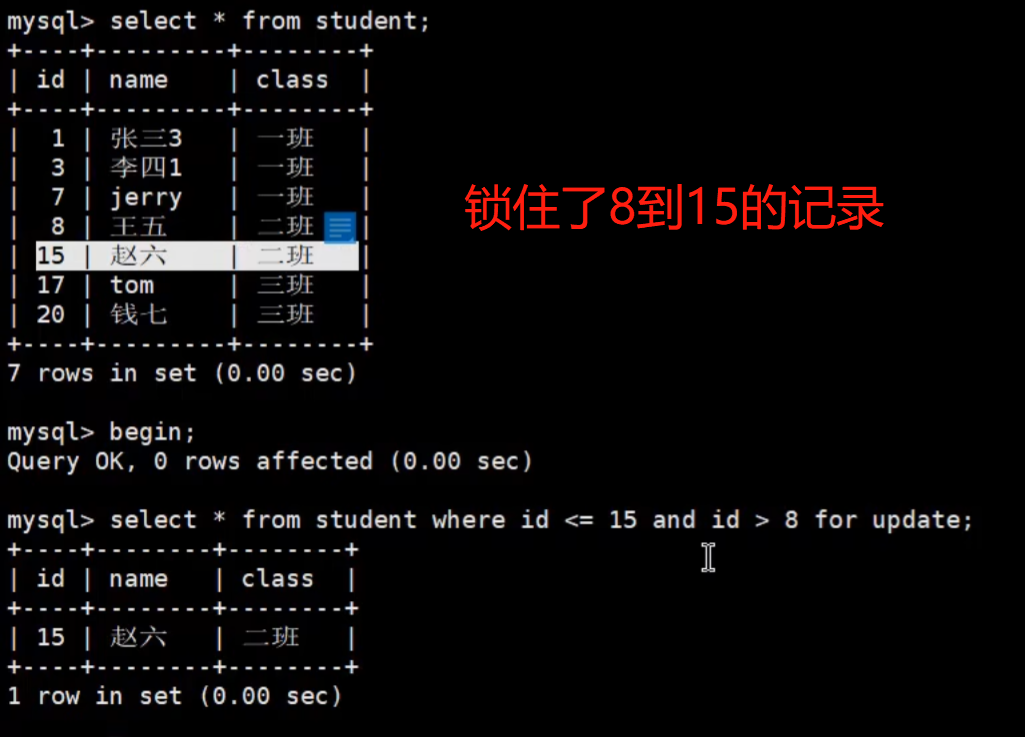 mysql> select * from student;
+----+---------+--------+
| id | name    | class  |
+----+---------+--------+
|  1 | 张三3   | 一班   |
|  3 | 李四1   | 一班   |
|  7 | jerry   | 一班   |
|  8 | 王五    | 二班   |
| 15 | 赵六    | 二班   |
| 17 | tom     | 三班   |
| 20 | 钱七    | 三班   |
+----+---------+--------+
7 rows in set (0.00 sec)
锁住了8到15的记录
mysql> begin;
Query OK, 0 rows affected (0.00 sec)
mysql> select * from student where id <= 15 and id > 8 for update;
+----+--------+--------+
| id | name   | class  |
+----+--------+--------+
| 15 | 赵六   | 二班   |
+----+--------+--------+
1 row in set (0.00 sec)